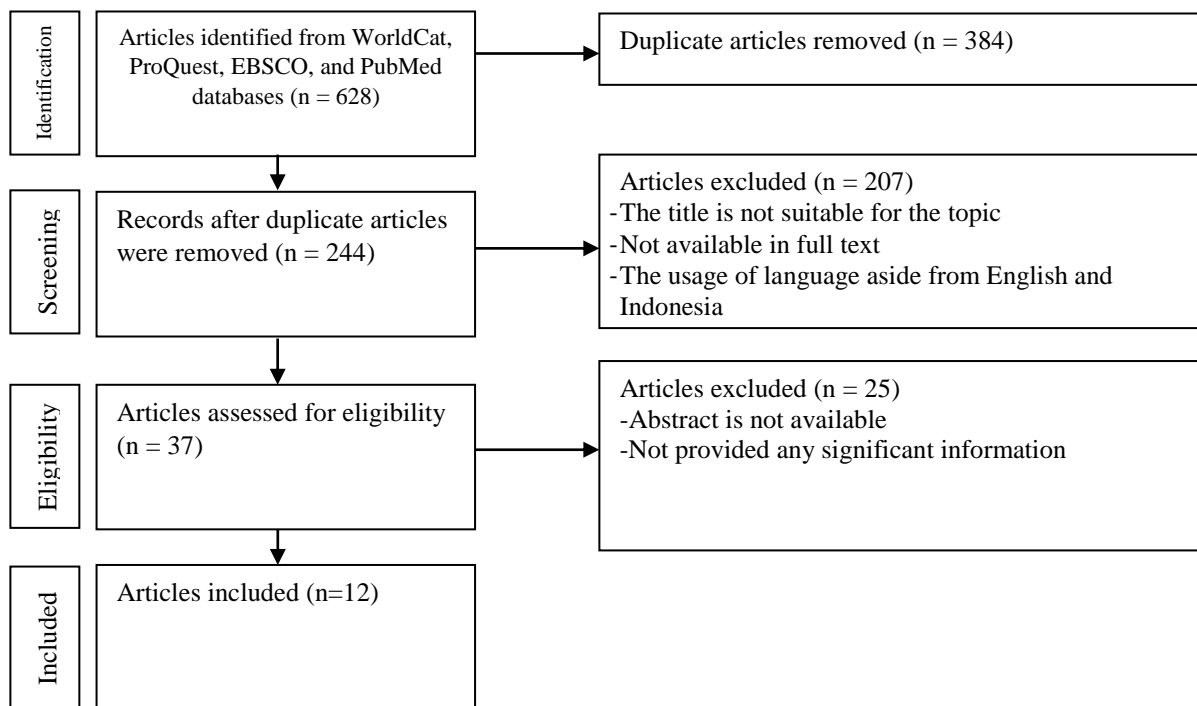 Identification
Articles identified from WorldCat,
ProQuest, EBSCO, and PubMed
databases (n = 628)
Duplicate articles removed (n = 384)
Screening
Records after duplicate articles
were removed (n = 244)
Articles excluded (n = 207)
-The title is not suitable for the topic
-Not available in full text
-The usage of language aside from English and
Indonesia
Eligibility
Articles assessed for eligibility
(n = 37)
Articles excluded (n = 25)
-Abstract is not available
-Not provided any significant information
Included
Articles included (n=12)